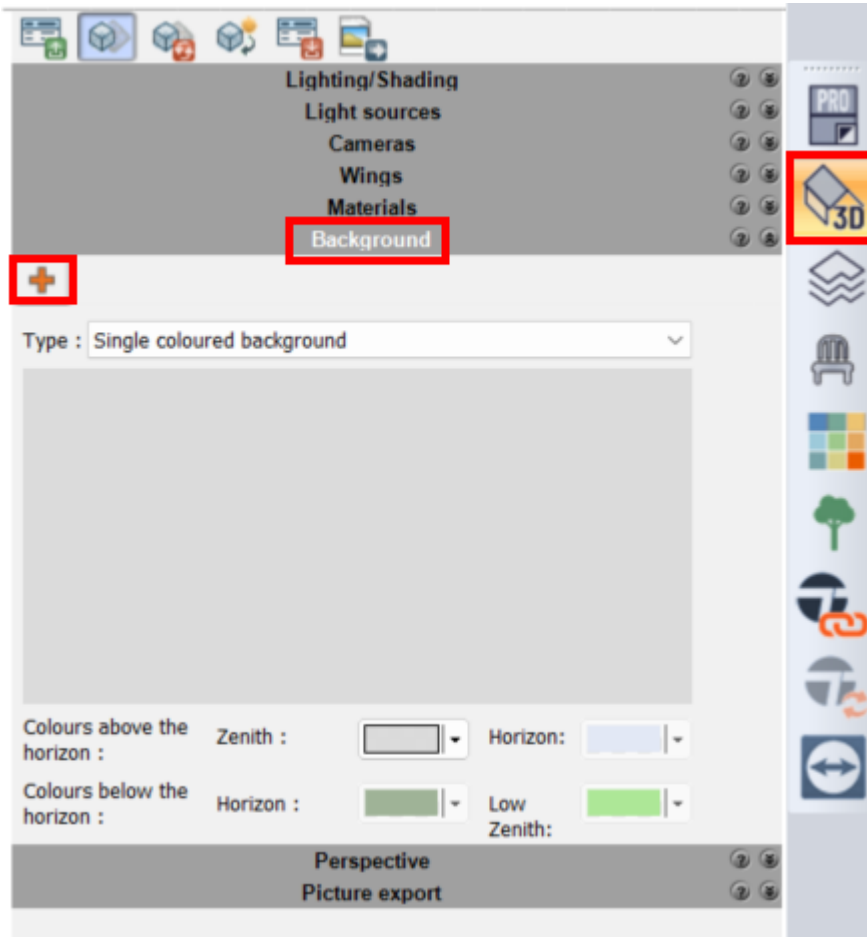 Lighting/Shading
Light sources
Cameras
Wings
Materials
Background
PRO
3D
Type : Single coloured background
Colours above the
horizon :
Zenith :
Horizon:
Colours below the
horizon :
Horizon :
Low
Zenith:
Perspective
Picture export